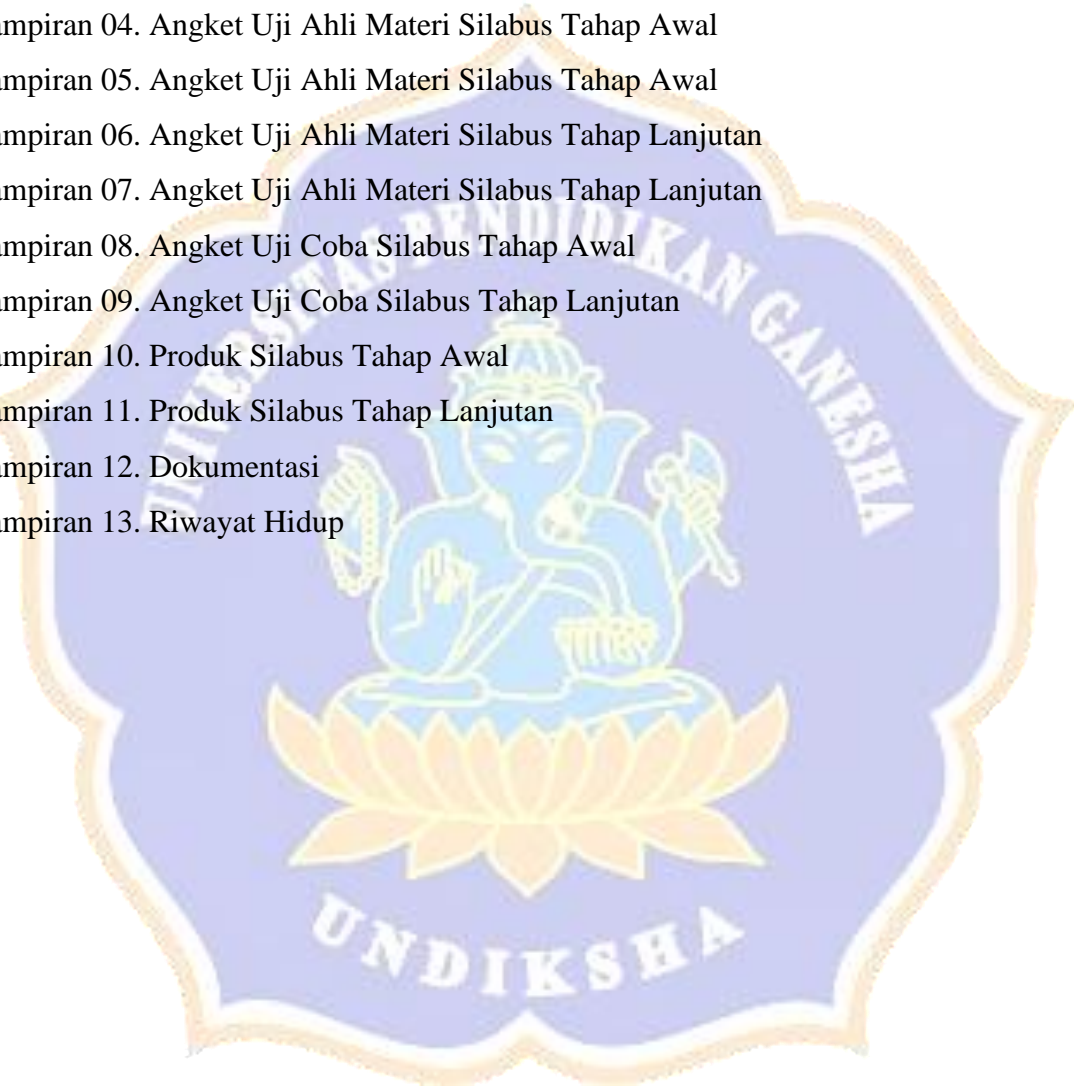 ampiran 04. Angket Uji Ahli Materi Silabus Tahap Awal
ampiran 05. Angket Uji Ahli Materi Silabus Tahap Awal
ampiran 06. Angket Uji Ahli Materi Silabus Tahap Lanjutan
ampiran 07. Angket Uji Ahli Materi Silabus Tahap Lanjutan
ampiran 08. Angket Uji Coba Silabus Tahap Awal
ampiran 09. Angket Uji Coba Silabus Tahap Lanjutan
ampiran 10. Produk Silabus Tahap Awal
ampiran 11. Produk Silabus Tahap Lanjutan
ampiran 12. Dokumentasi
ampiran 13. Riwayat Hidup
UNIVERSITAS PENDIDIKAN GANESHA
UNDIKSHA